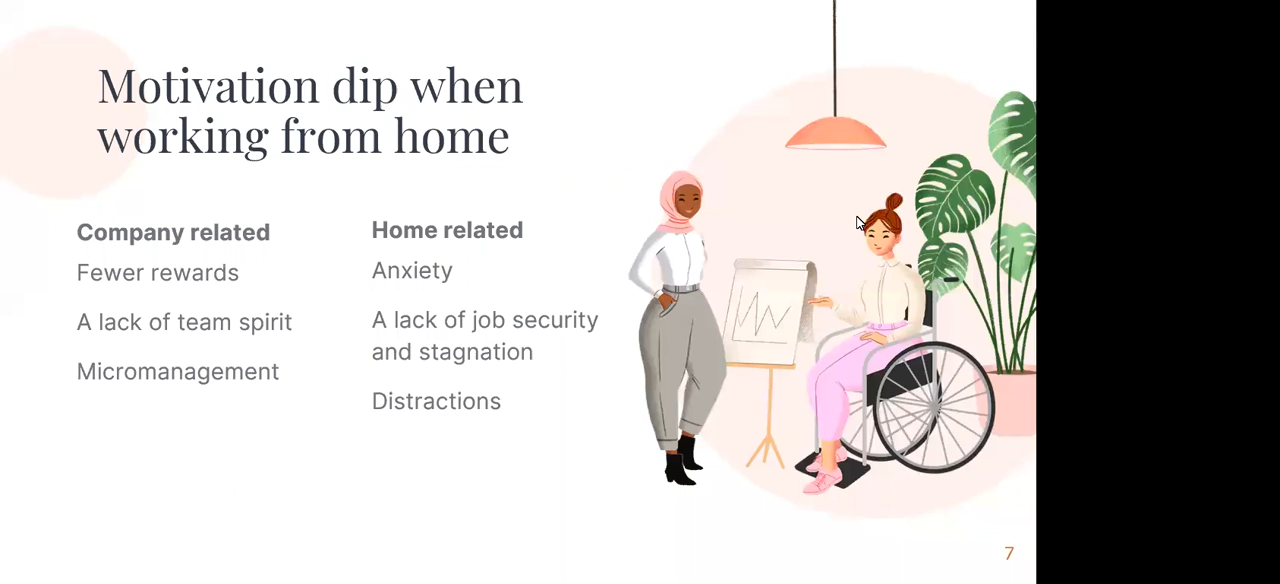 Motivation dip when
working from home
Company related
Fewer rewards
A lack of team spirit
Micromanagement
Home related
Anxiety
A lack of job security
and stagnation
Distractions
7